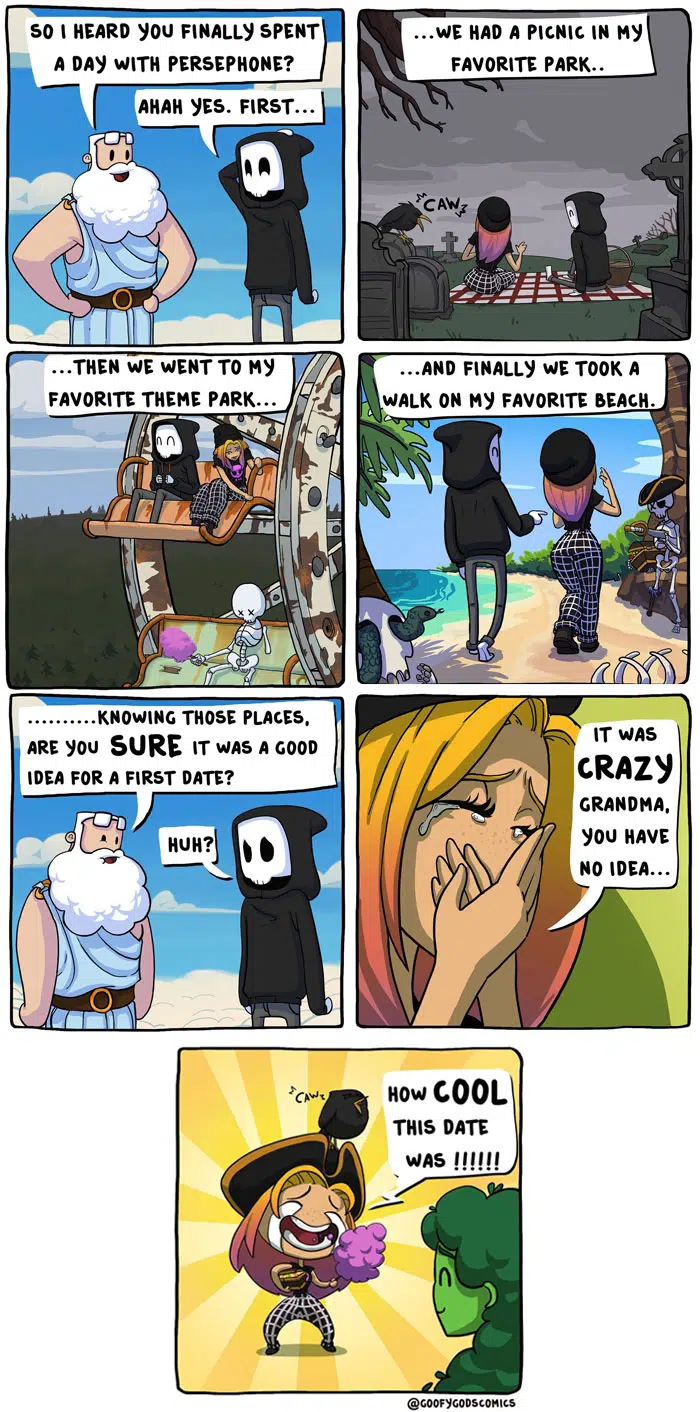 SO I HEARD YOU FINALLY SPENT
A DAY WITH PERSEPHONE?
AHAH YES. FIRST...
...WE HAD A PICNIC IN MY
FAVORITE PARK..
CAW
...THEN WE WENT TO MY
FAVORITE THEME PARK...
...AND FINALLY WE TOOK A
WALK ON MY FAVORITE BEACH.
..........KNOWING THOSE PLACES,
ARE YOU SURE IT WAS A GOOD
IDEA FOR A FIRST DATE?
HUH?
IT WAS
CRAZY
GRANDMA,
YOU HAVE
NO IDEA...
CAW
HOW COOL
THIS DATE
WAS !!!!!!
@GOOFYGODSCOMICS